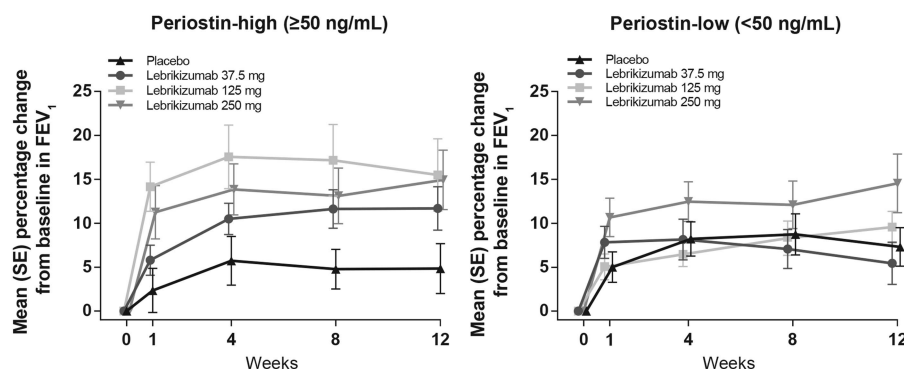 Periostin-high (≥50 ng/mL)
Placebo
Lebrikizumab 37.5 mg
Lebrikizumab 125 mg
Lebrikizumab 250 mg
Mean (SE) percentage change
from baseline in FEV1
25
20
15
10
5
0
0 1 4 8 12
Weeks
Periostin-low (<50 ng/mL)
Placebo
Lebrikizumab 37.5 mg
Lebrikizumab 125 mg
Lebrikizumab 250 mg
Mean (SE) percentage change
from baseline in FEV1
25
20
15
10
5
0
0 1 4 8 12
Weeks